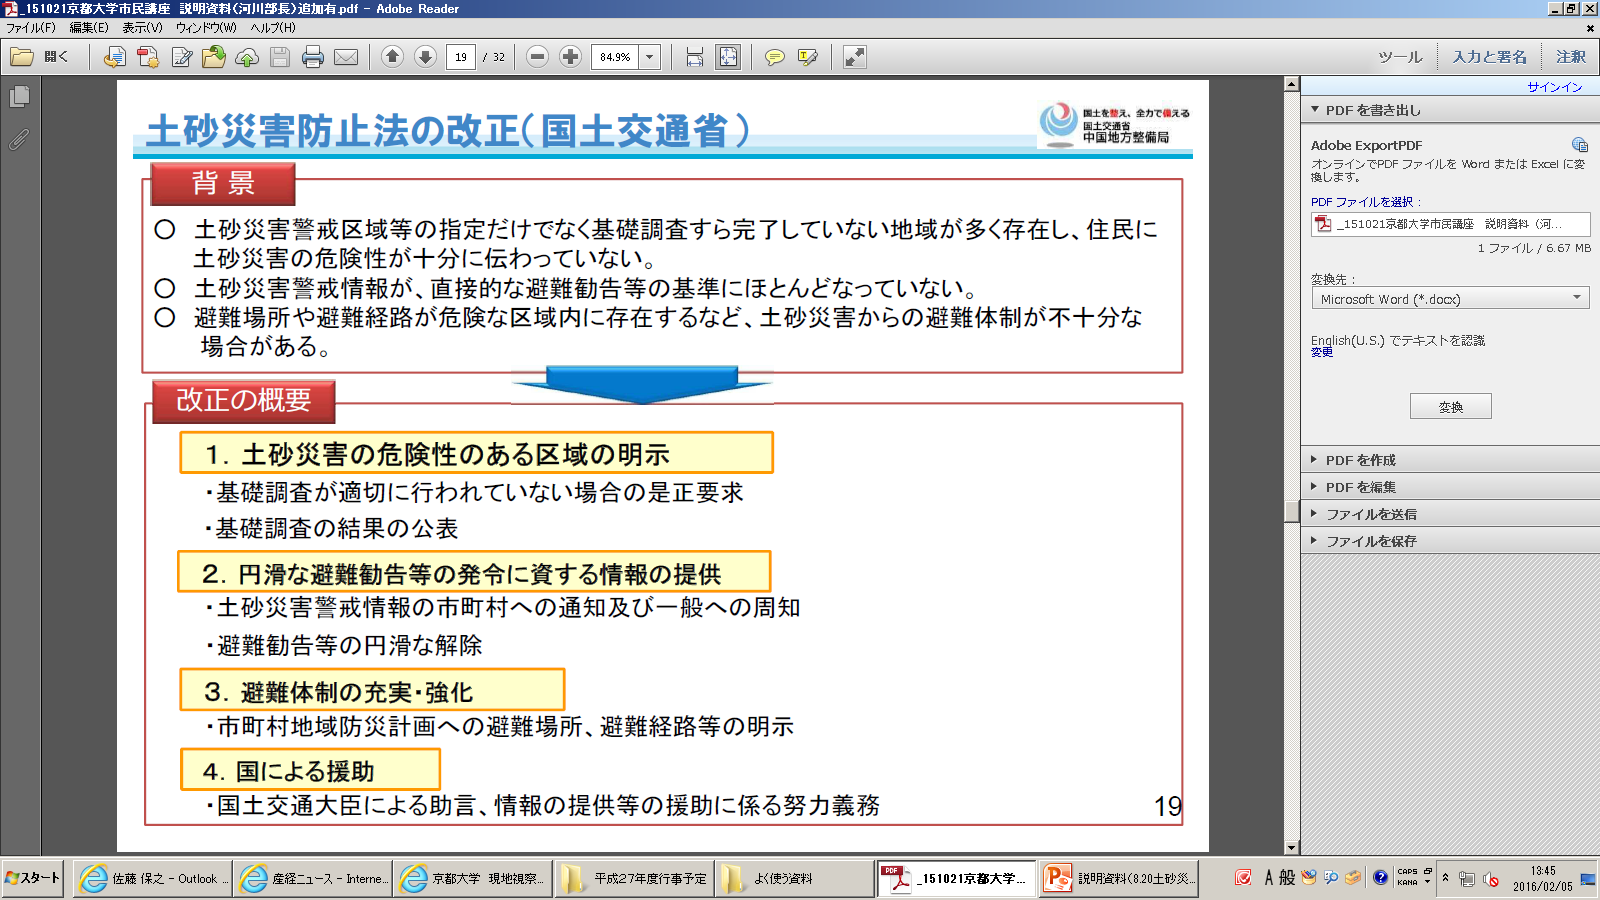 _151021京都大学市民講座　説明資料（河川部長）追加有.pdf - Adobe Reader
ファイル(F) 編集(E) 表示(V) ウィンドウ(W) ヘルプ(H)
開く 19 / 32 84.9% ツール 入力と署名 注釈
サインイン
土砂災害防止法の改正（国土交通省）
国土を整え、全力で備える
国土交通省
中国地方整備局
背 景
○ 土砂災害警戒区域等の指定だけでなく基礎調査すら完了していない地域が多く存在し、住民に
土砂災害の危険性が十分に伝わっていない。
○ 土砂災害警戒情報が、直接的な避難勧告等の基準にほとんどなっていない。
○ 避難場所や避難経路が危険な区域内に存在するなど、土砂災害からの避難体制が不十分な
場合がある。
改正の概要
１．土砂災害の危険性のある区域の明示
・基礎調査が適切に行われていない場合の是正要求
・基礎調査の結果の公表
２．円滑な避難勧告等の発令に資する情報の提供
・土砂災害警戒情報の市町村への通知及び一般への周知
・避難勧告等の円滑な解除
３．避難体制の充実・強化
・市町村地域防災計画への避難場所、避難経路等の明示
４．国による援助
・国土交通大臣による助言、情報の提供等の援助に係る努力義務
19
PDF を書き出し
Adobe ExportPDF
オンラインでPDF ファイルを Word または Excel に変
換します。
PDF ファイルを選択：
_151021京都大学市民講座　説明資料（河...
1 ファイル / 6.67 MB
変換先：
Microsoft Word (*.docx)
English(U.S.) でテキストを認識
変更
変換
PDF を作成
PDF を編集
ファイルを送信
ファイルを保存
スタート 佐藤 保之 - Outlook ... 産経ニュース - Interne... 京都大学　現地視察... 平成27年度行事予定 よく使う資料 _151021京都大学... 説明資料(8.20土砂災... A 般 CAPS KANA 13:45
2016/02/05